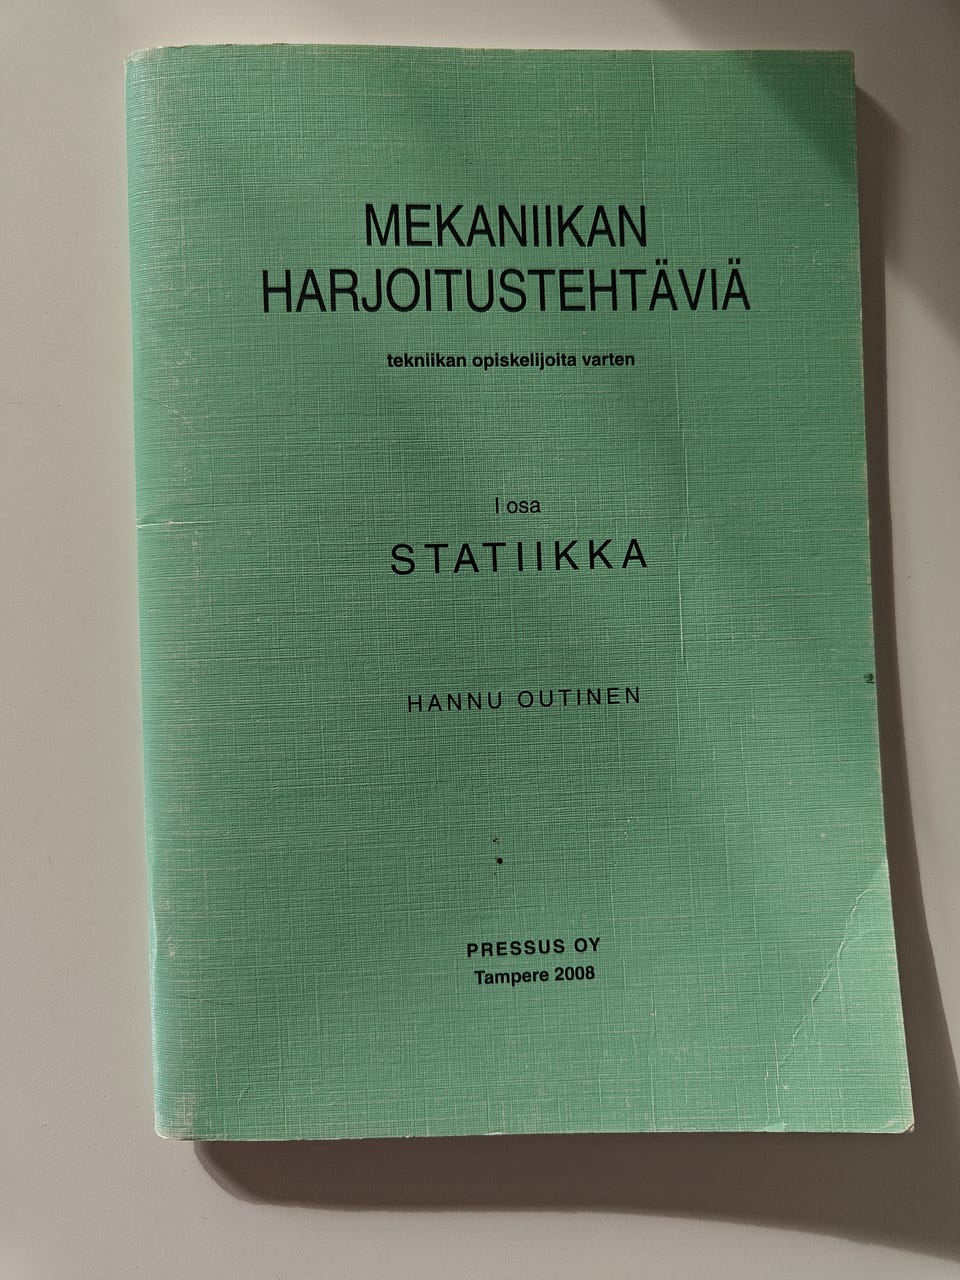 MEKANIIKAN
HARJOITUSTEHTÄVIÄ
tekniikan opiskelijoita varten
I osa
STATIIKKA
HANNU OUTINEN
PRESSUS OY
Tampere 2008